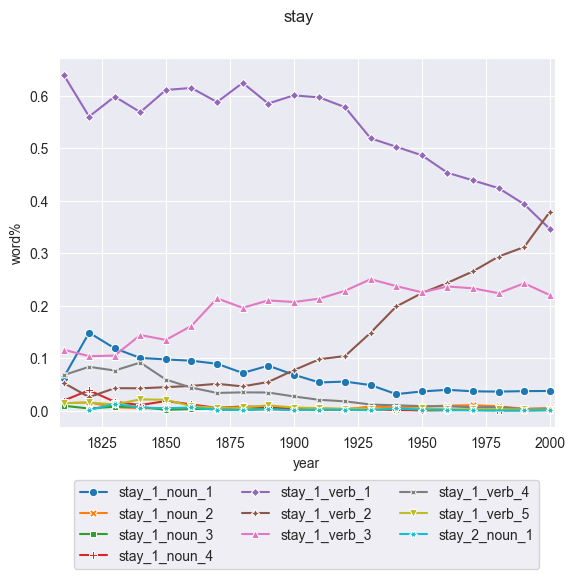 stay
0.6
0.5
0.4
0.3
0.2
0.1
0.0
word%
1825 1850 1875 1900 1925 1950 1975 2000
year
stay_1_noun_1 stay_1_verb_1 stay_1_verb_4
stay_1_noun_2 stay_1_verb_2 stay_1_verb_5
stay_1_noun_3 stay_1_verb_3 stay_2_noun_1
stay_1_noun_4